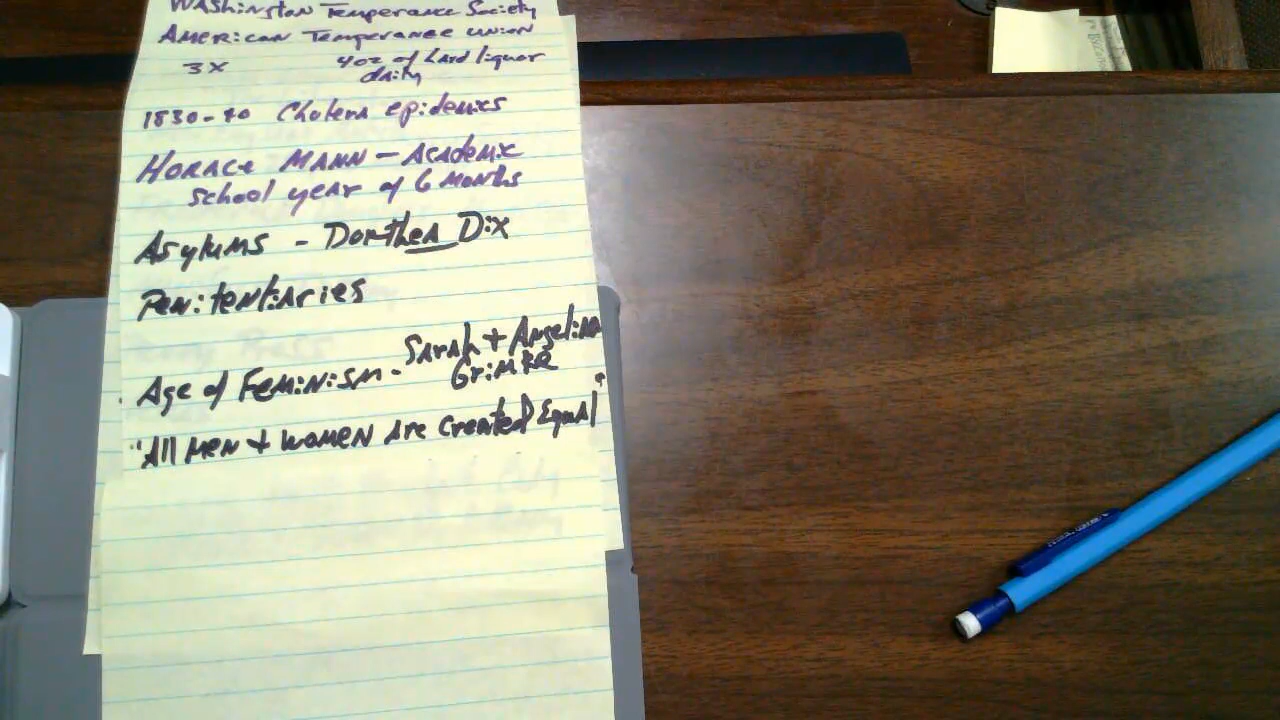 Washington Temperance Society
American Temperance union
3X 4oz of hard liquor
daily
1830-40 Cholera epidemics
Horace Mann - Academic
School year of 6 Months
Asylums - Dorthea Dix
Penitentiaries
Sarah + Angelina
Age of Feminism - Grimke
"All men + women are created Equal"